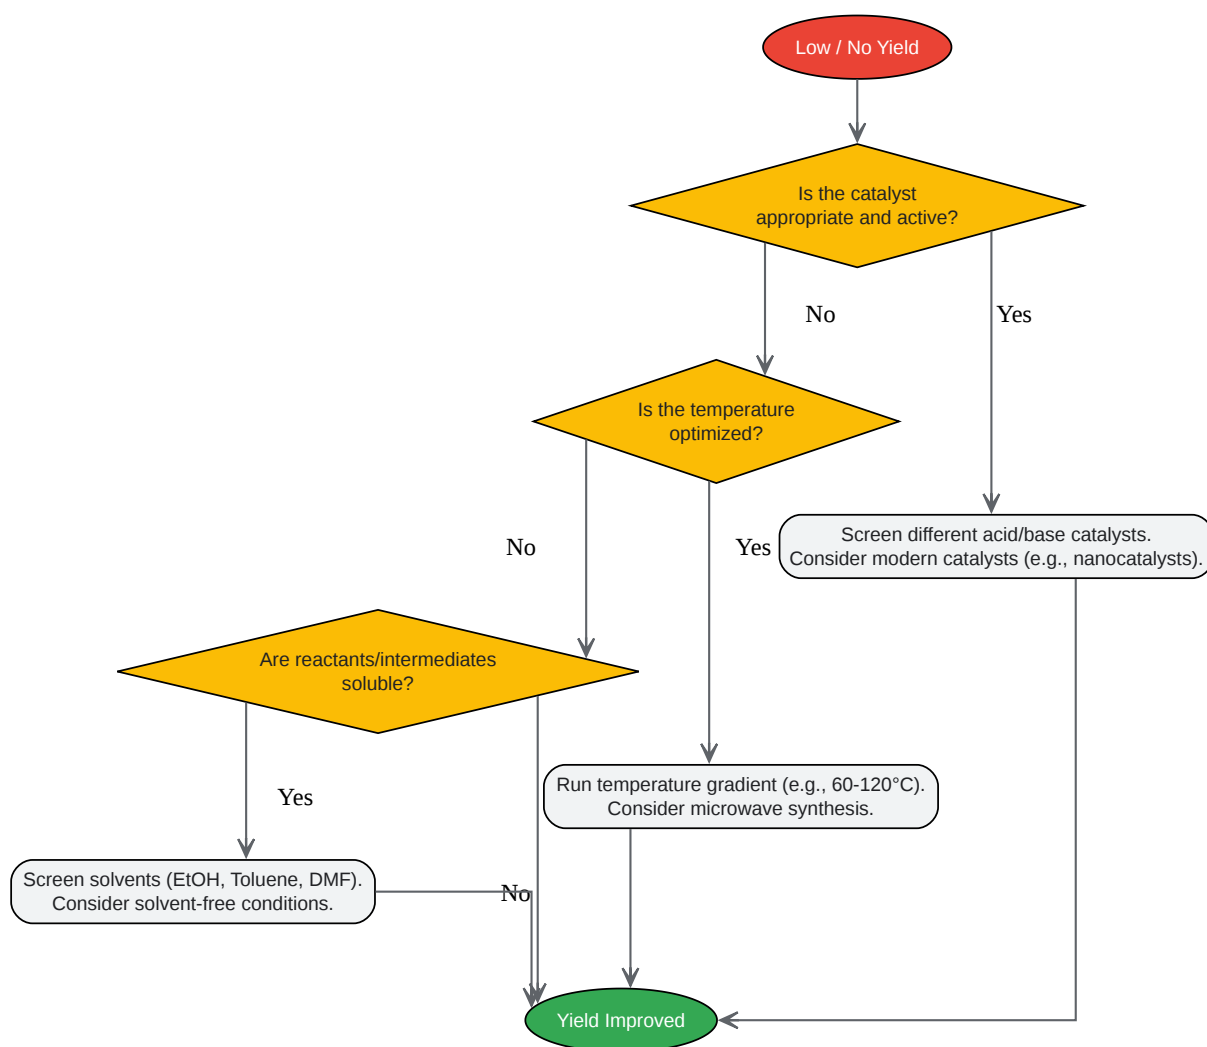 Low / No Yield
Is the catalyst
appropriate and active?
No
Yes
Is the temperature
optimized?
No
Yes
Screen different acid/base catalysts.
Consider modern catalysts (e.g., nanocatalysts).
Are reactants/intermediates
soluble?
Yes
Run temperature gradient (e.g., 60-120°C).
Consider microwave synthesis.
Screen solvents (EtOH, Toluene, DMF).
Consider solvent-free conditions.
No
Yield Improved